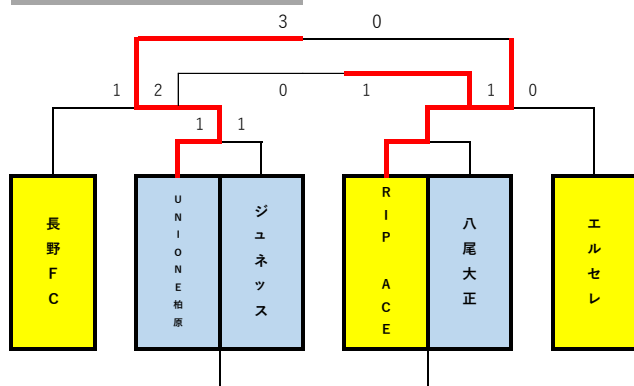 3 0
1 2 0 1 1 0
1 1
長野FC
UNIONE柏原
ジュネッス
RIP ACE
八尾大正
エルセレ